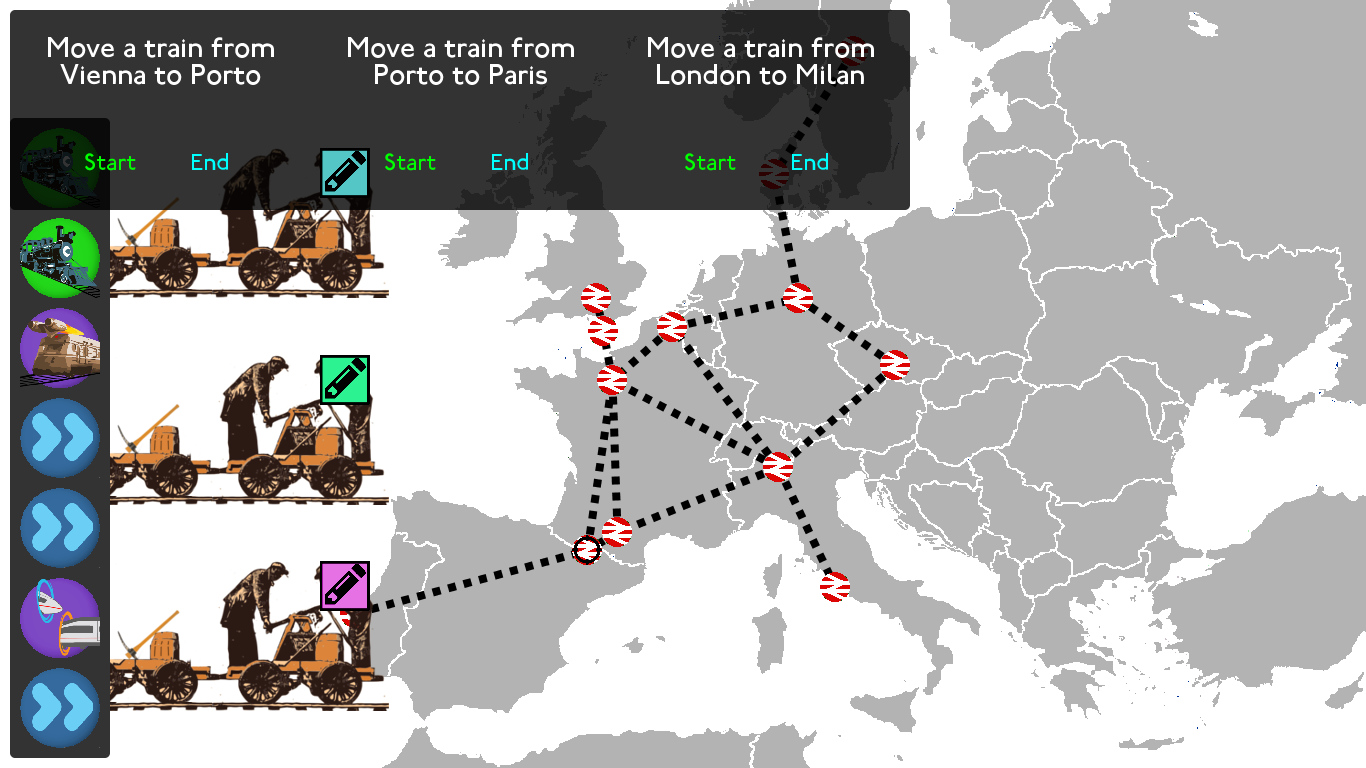 Move a train from
Vienna to Porto
Move a train from
Porto to Paris
Move a train from
London to Milan
Start End
Start End
Start End